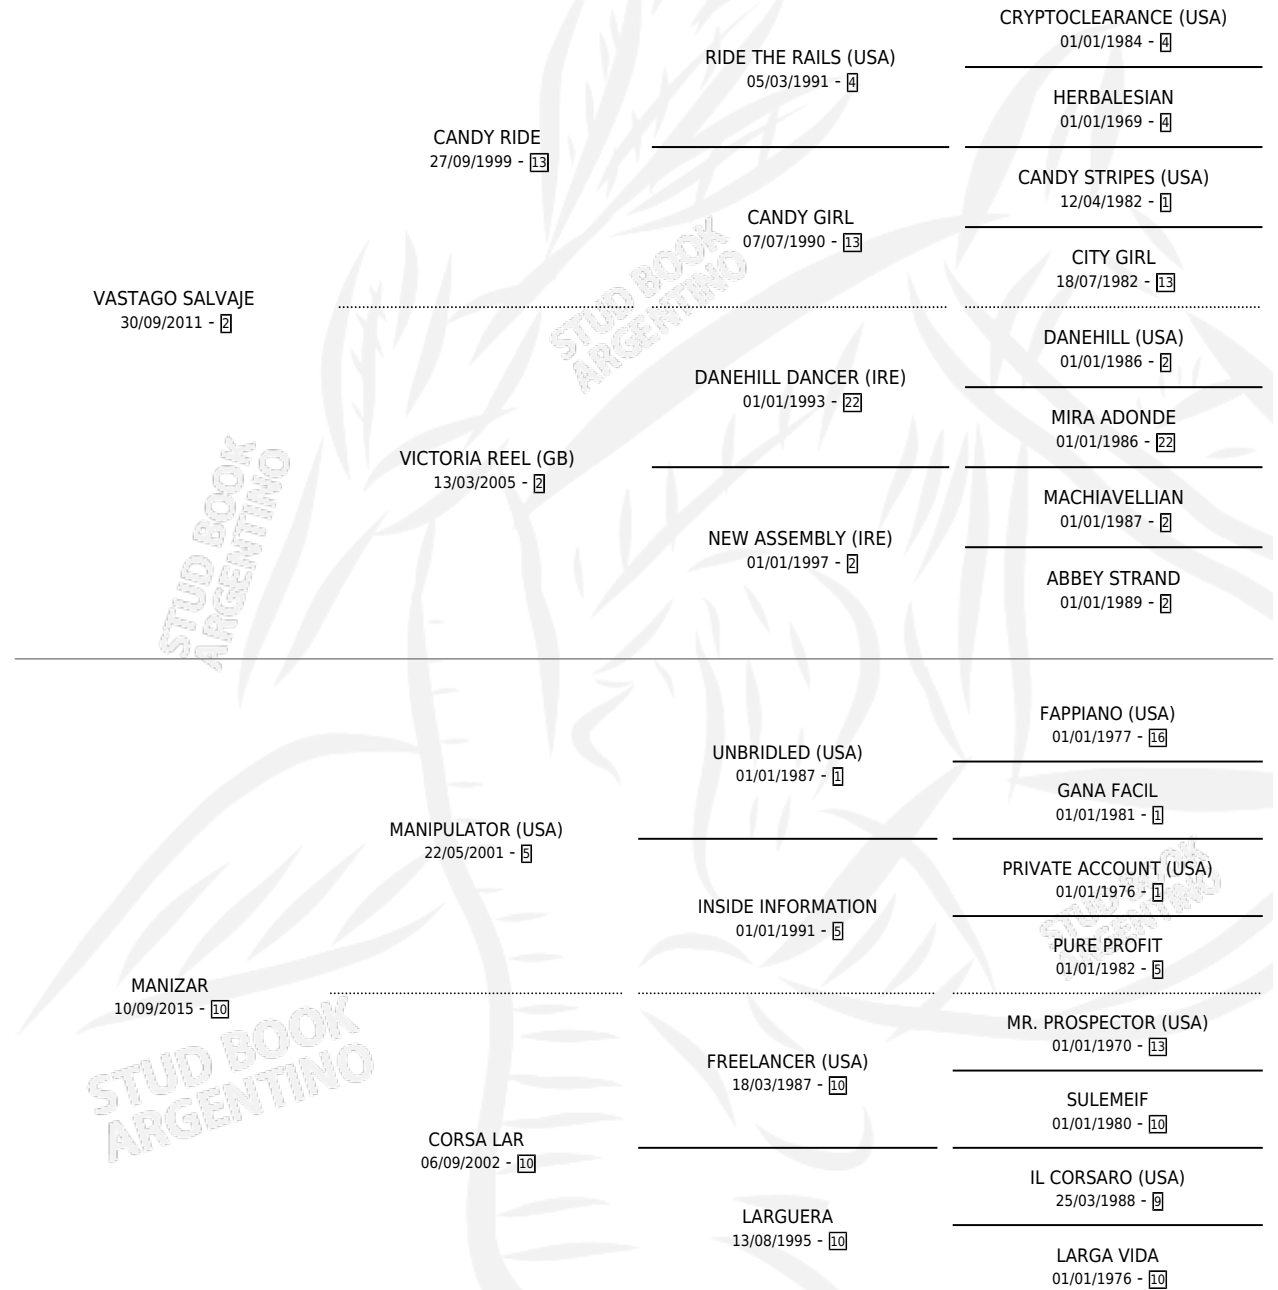 CRYPTOCLEARANCE (USA)
01/01/1984 - 4
RIDE THE RAILS (USA)
05/03/1991 - 4
HERBALESIAN
01/01/1969 - 4
CANDY RIDE
27/09/1999 - 13
CANDY STRIPES (USA)
12/04/1982 - 1
CANDY GIRL
07/07/1990 - 13
CITY GIRL
18/07/1982 - 13
VASTAGO SALVAJE
30/09/2011 - 2
DANEHILL (USA)
01/01/1986 - 2
DANEHILL DANCER (IRE)
01/01/1993 - 22
MIRA ADONDE
01/01/1986 - 22
VICTORIA REEL (GB)
13/03/2005 - 2
MACHIAVELLIAN
01/01/1987 - 2
NEW ASSEMBLY (IRE)
01/01/1997 - 2
ABBEY STRAND
01/01/1989 - 2
STUD BOOK
ARGENTINO
STUD BOOK
ARGENTINO
FAPPIANO (USA)
01/01/1977 - 16
UNBRIDLED (USA)
01/01/1987 - 1
GANA FACIL
01/01/1981 - 1
MANIPULATOR (USA)
22/05/2001 - 5
PRIVATE ACCOUNT (USA)
01/01/1976 - 1
INSIDE INFORMATION
01/01/1991 - 5
PURE PROFIT
01/01/1982 - 5
STUD BOOK
ARGENTINO
MANIZAR
10/09/2015 - 10
MR. PROSPECTOR (USA)
01/01/1970 - 13
FREELANCER (USA)
18/03/1987 - 10
SULEMEIF
01/01/1980 - 10
STUD BOOK
ARGENTINO
CORSA LAR
06/09/2002 - 10
IL CORSARO (USA)
25/03/1988 - 9
LARGUERA
13/08/1995 - 10
LARGA VIDA
01/01/1976 - 10